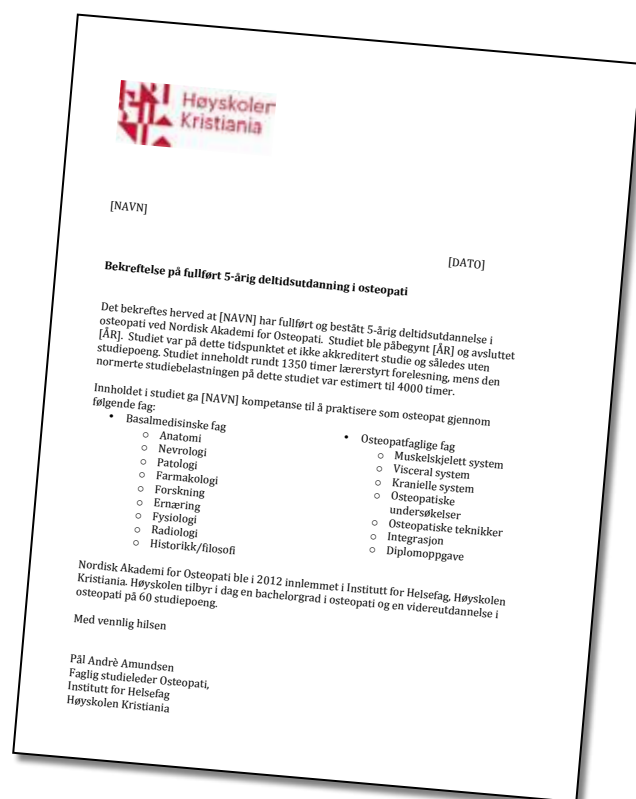 Høyskolen
Kristiania
[NAVN]
[DATO]
Bekreftelse på fullført 5-årig deltidsutdanning i osteopati
Det bekreftes herved at [NAVN] har fullført og bestått 5-årig deltidsutdannelse i
osteopati ved Nordisk Akademi for Osteopati. Studiet ble påbegynt [ÅR] og avsluttet
[ÅR]. Studiet var på dette tidspunktet et ikke akkreditert studie og således uten
studiepoeng. Studiet inneholdt rundt 1350 timer lærerstyrt forelesning, mens den
normerte studiebelastningen på dette studiet var estimert til 4000 timer.
Innholdet i studiet ga [NAVN] kompetanse til å praktisere som osteopat gjennom
følgende fag:
• Basalmedisinske fag
○ Anatomi
○ Nevrologi
○ Patologi
○ Farmakologi
○ Forskning
○ Ernæring
○ Fysiologi
○ Radiologi
○ Historikk/filosofi
• Osteopatfaglige fag
○ Muskelskjelett system
○ Visceral system
○ Kranielle system
○ Osteopatiske
undersøkelser
○ Osteopatiske teknikker
○ Integrasjon
○ Diplomoppgave
Nordisk Akademi for Osteopati ble i 2012 innlemmet i Institutt for Helsefag, Høyskolen
Kristiania. Høyskolen tilbyr i dag en bachelorgrad i osteopati og en videreutdannelse i
osteopati på 60 studiepoeng.
Med vennlig hilsen
Pål Andrè Amundsen
Faglig studieleder Osteopati,
Institutt for Helsefag
Høyskolen Kristiania